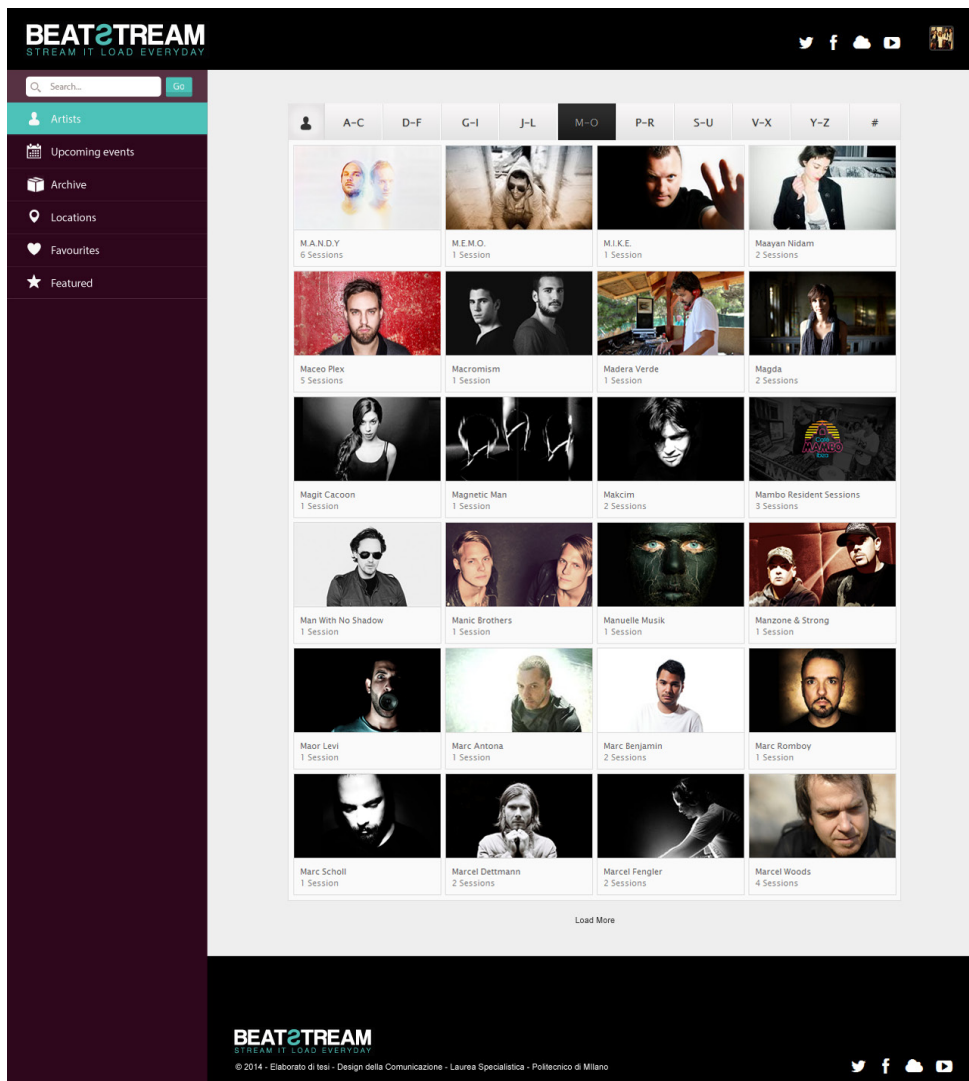 BEATSTREAM
STREAM IT LOAD EVERYDAY
Search...
Go
Artists
Upcoming events
Archive
Locations
Favourites
Featured
A-C D-F G-I J-L M-O P-R S-U V-X Y-Z #
M.A.N.D.Y
6 Sessions
M.E.M.O.
1 Session
M.I.K.E.
1 Session
Maayan Nidam
2 Sessions
Maceo Plex
5 Sessions
Macromism
1 Session
Madera Verde
1 Session
Magda
2 Sessions
Magit Cacoon
1 Session
Magnetic Man
1 Session
Makcim
2 Sessions
Café
MAMBO
Ibiza
Mambo Resident Sessions
3 Sessions
Man With No Shadow
1 Session
Manic Brothers
1 Session
Manuelle Musik
1 Session
Manzone & Strong
1 Session
Maor Levi
1 Session
Marc Antona
1 Session
Marc Benjamin
2 Sessions
Marc Romboy
1 Session
Marc Scholl
1 Session
Marcel Dettmann
2 Sessions
Marcel Fengler
2 Sessions
Marcel Woods
4 Sessions
Load More
BEATSTREAM
STREAM IT LOAD EVERYDAY
© 2014 - Elaborato di tesi - Design della Comunicazione - Laurea Specialistica - Politecnico di MIlano